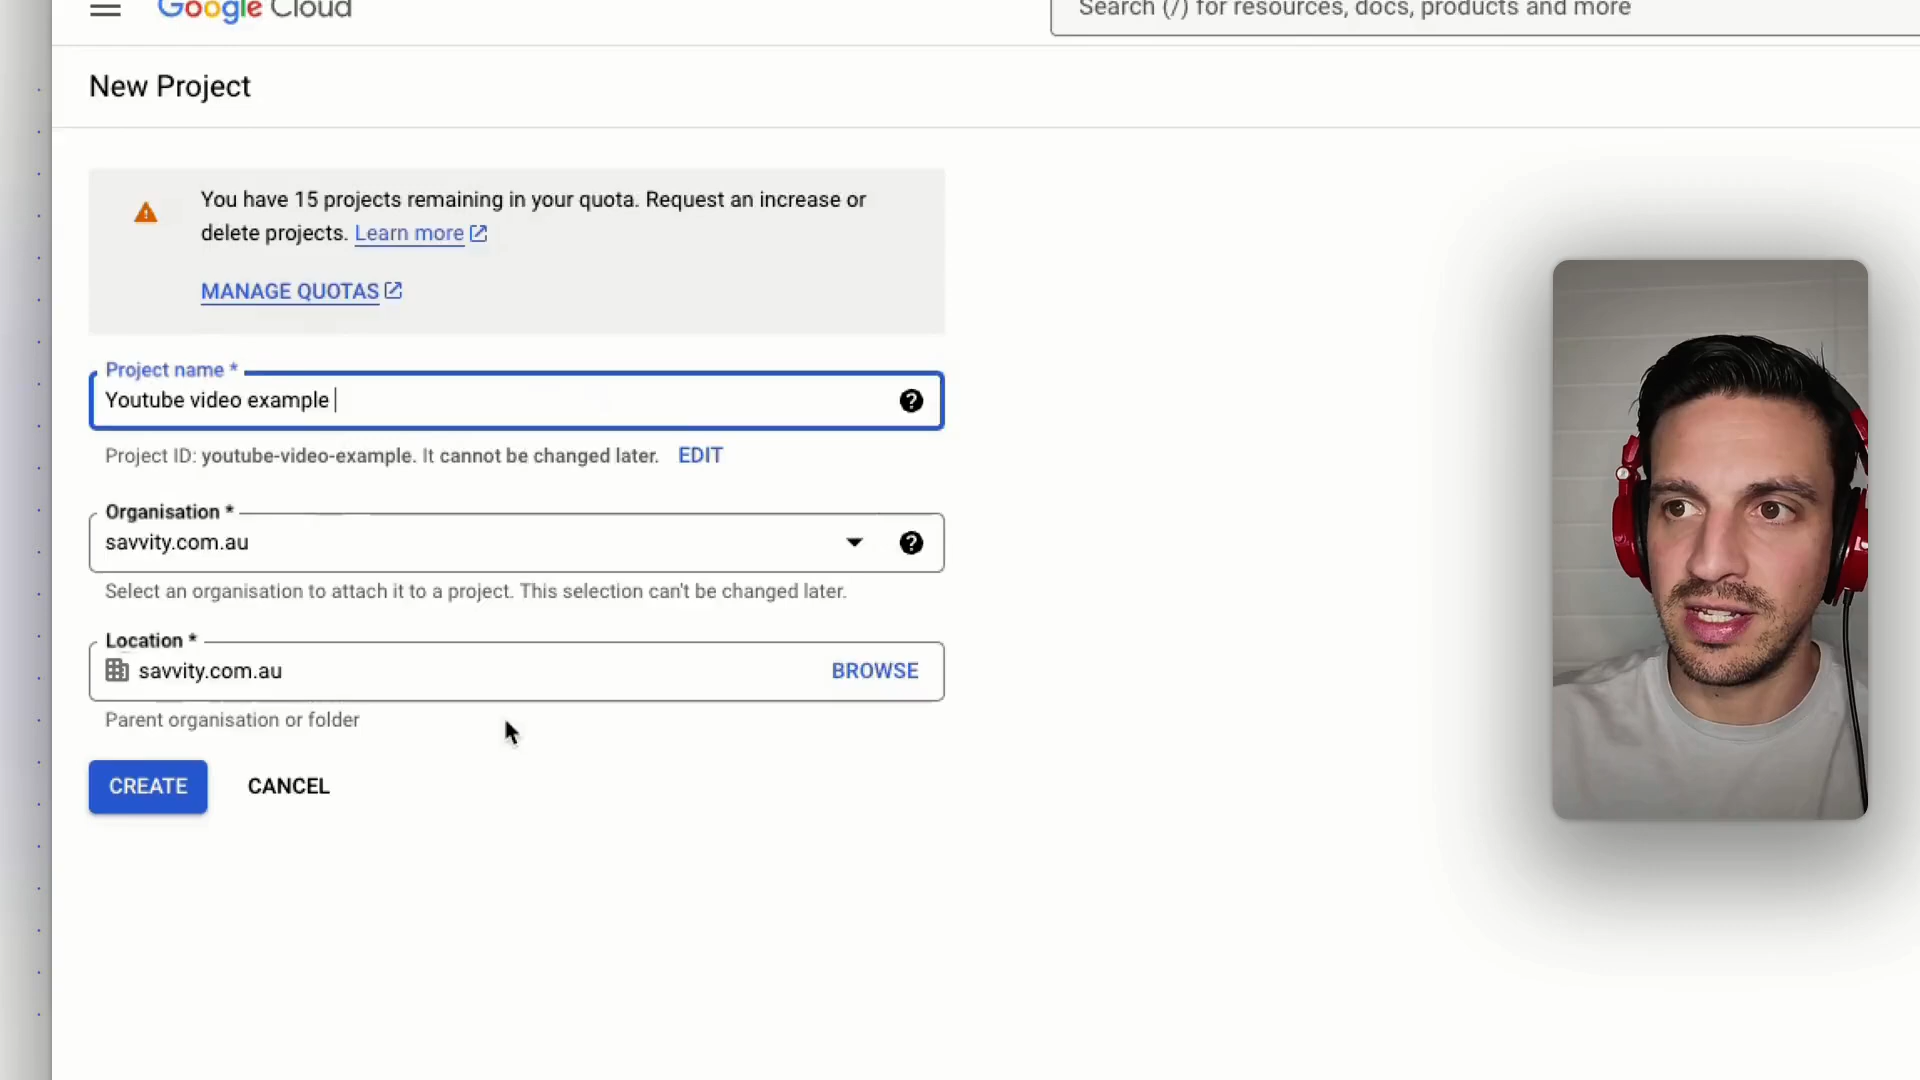 Google Cloud
Search (/) for resources, docs, products and more
New Project
You have 15 projects remaining in your quota. Request an increase or
delete projects. Learn more
MANAGE QUOTAS
Project name *
Youtube video example
Project ID: youtube-video-example. It cannot be changed later. EDIT
Organisation *
savvity.com.au
Select an organisation to attach it to a project. This selection can't be changed later.
Location *
savvity.com.au BROWSE
Parent organisation or folder
CREATE CANCEL